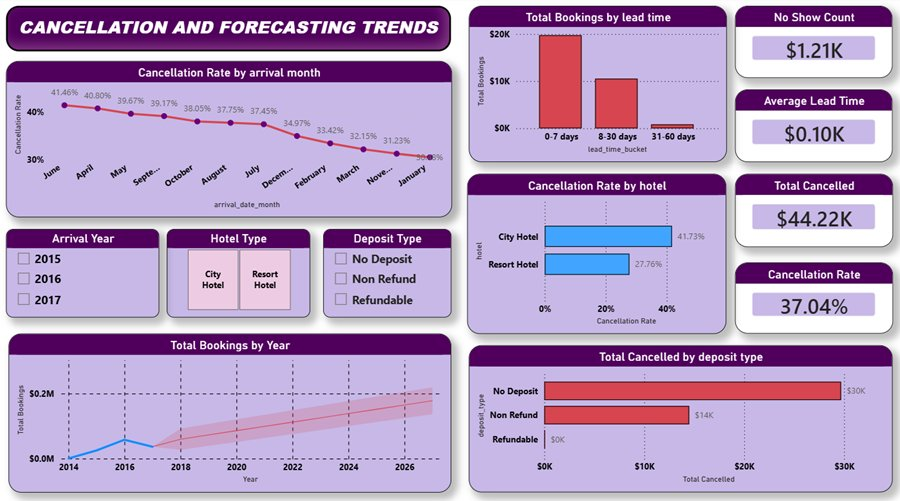 CANCELLATION AND FORECASTING TRENDS
Cancellation Rate by arrival month
Cancellation Rate
40%
30%
41.46%
40.80%
39.67%
39.17%
38.05%
37.75%
37.45%
34.97%
33.42%
32.15%
31.23%
June
April
May
Septe...
October
August
July
Decem...
February
March
Nove...
January
arrival_date_month
Arrival Year
2015
2016
2017
Hotel Type
City Hotel
Resort Hotel
Deposit Type
No Deposit
Non Refund
Refundable
Total Bookings by Year
Total Bookings
$0.2M
$0.0M
2014
2016
2018
2020
2022
2024
2026
Year
Total Bookings by lead time
Total Bookings
$20K
$10K
$0K
0-7 days
8-30 days
31-60 days
lead_time_bucket
Cancellation Rate by hotel
hotel
City Hotel
41.73%
Resort Hotel
27.76%
0%
20%
40%
Cancellation Rate
Total Cancelled by deposit type
deposit_type
No Deposit
$30K
Non Refund
$14K
Refundable
$0K
$0K
$10K
$20K
$30K
Total Cancelled
No Show Count
$1.21K
Average Lead Time
$0.10K
Total Cancelled
$44.22K
Cancellation Rate
37.04%